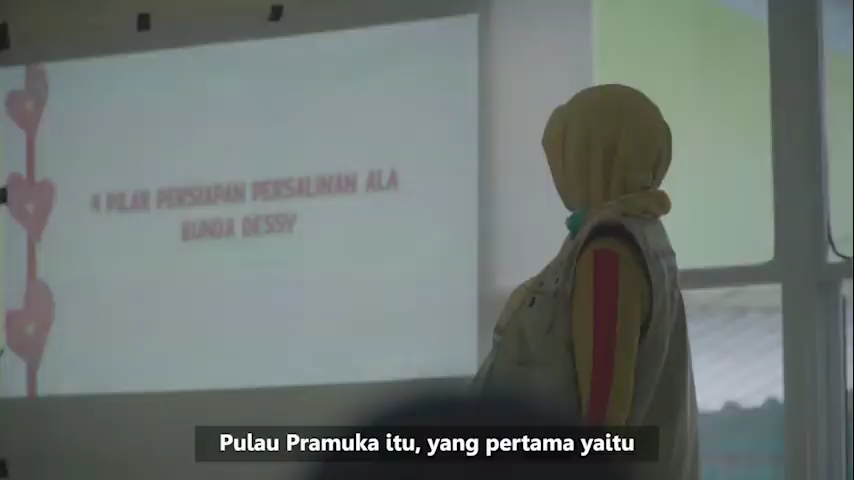 4 PILAR PERSIAPAN PERSALINAN ALA
BUNDA DESSY
Pulau Pramuka itu, yang pertama yaitu